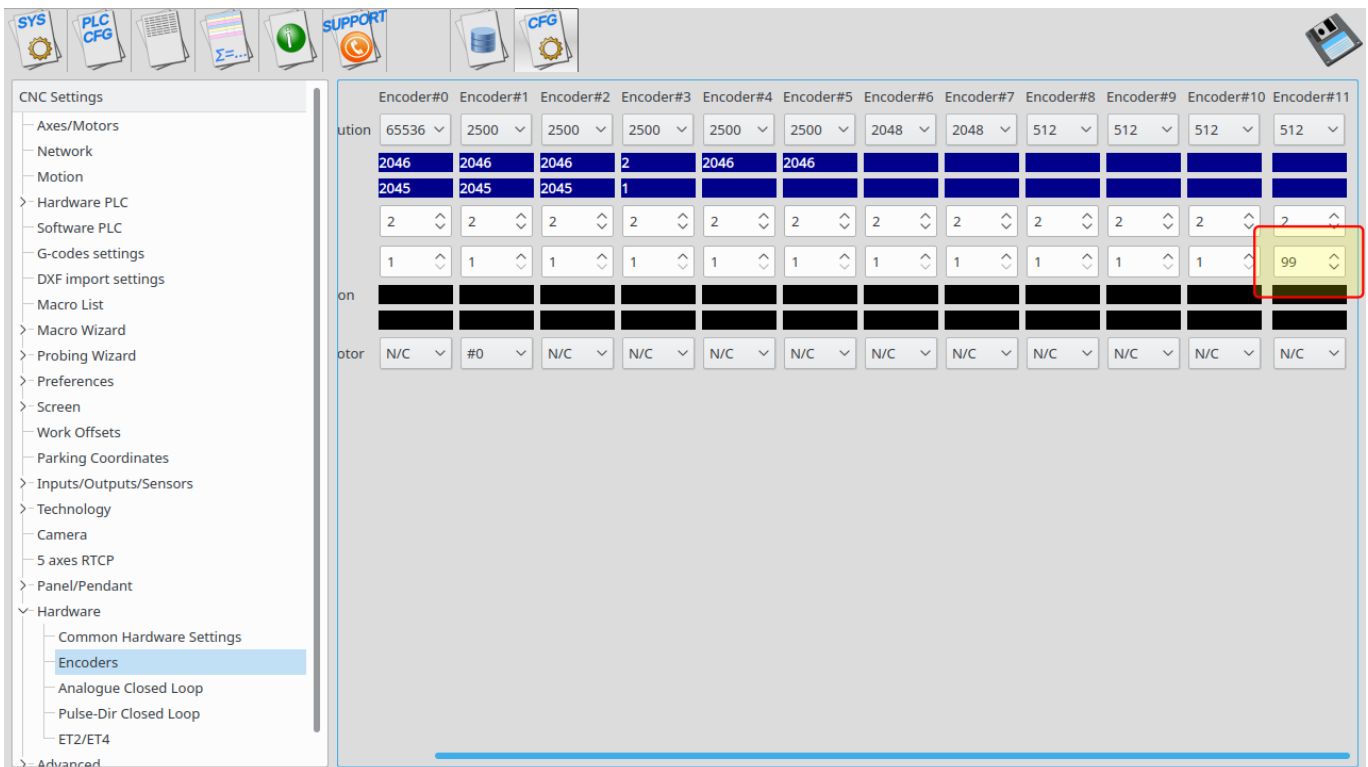 SYS
PLC
CFG
Σ=...
i
SUPPORT
CFG
CNC Settings
Axes/Motors
Network
Motion
Hardware PLC
Software PLC
G-codes settings
DXF import settings
Macro List
Macro Wizard
Probing Wizard
Preferences
Screen
Work Offsets
Parking Coordinates
Inputs/Outputs/Sensors
Technology
Camera
5 axes RTCP
Panel/Pendant
Hardware
Common Hardware Settings
Encoders
Analogue Closed Loop
Pulse-Dir Closed Loop
ET2/ET4
Advanced
Encoder#0 Encoder#1 Encoder#2 Encoder#3 Encoder#4 Encoder#5 Encoder#6 Encoder#7 Encoder#8 Encoder#9 Encoder#10 Encoder#11
ution 65536 2500 2500 2500 2500 2500 2048 2048 512 512 512 512
2046 2046 2046 2 2046 2046
2045 2045 2045 1
2 2 2 2 2 2 2 2 2 2 2 2
1 1 1 1 1 1 1 1 1 1 1 99
on
otor N/C #0 N/C N/C N/C N/C N/C N/C N/C N/C N/C N/C